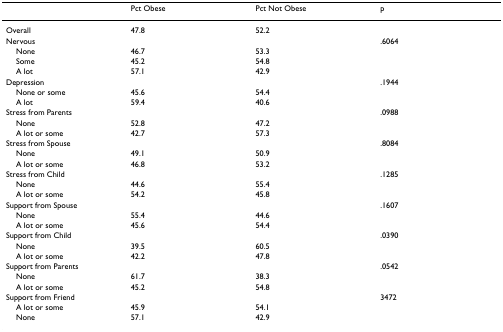 Pct Obese Pct Not Obese p
Overall 47.8 52.2
Nervous .6064
None 46.7 53.3
Some 45.2 54.8
A lot 57.1 42.9
Depression .1944
None or some 45.6 54.4
A lot 59.4 40.6
Stress from Parents .0988
None 52.8 47.2
A lot or some 42.7 57.3
Stress from Spouse .8084
None 49.1 50.9
A lot or some 46.8 53.2
Stress from Child .1285
None 44.6 55.4
A lot or some 54.2 45.8
Support from Spouse .1607
None 55.4 44.6
A lot or some 45.6 54.4
Support from Child .0390
None 39.5 60.5
A lot or some 42.2 47.8
Support from Parents .0542
None 61.7 38.3
A lot or some 45.2 54.8
Support from Friend 3472
A lot or some 45.9 54.1
None 57.1 42.9